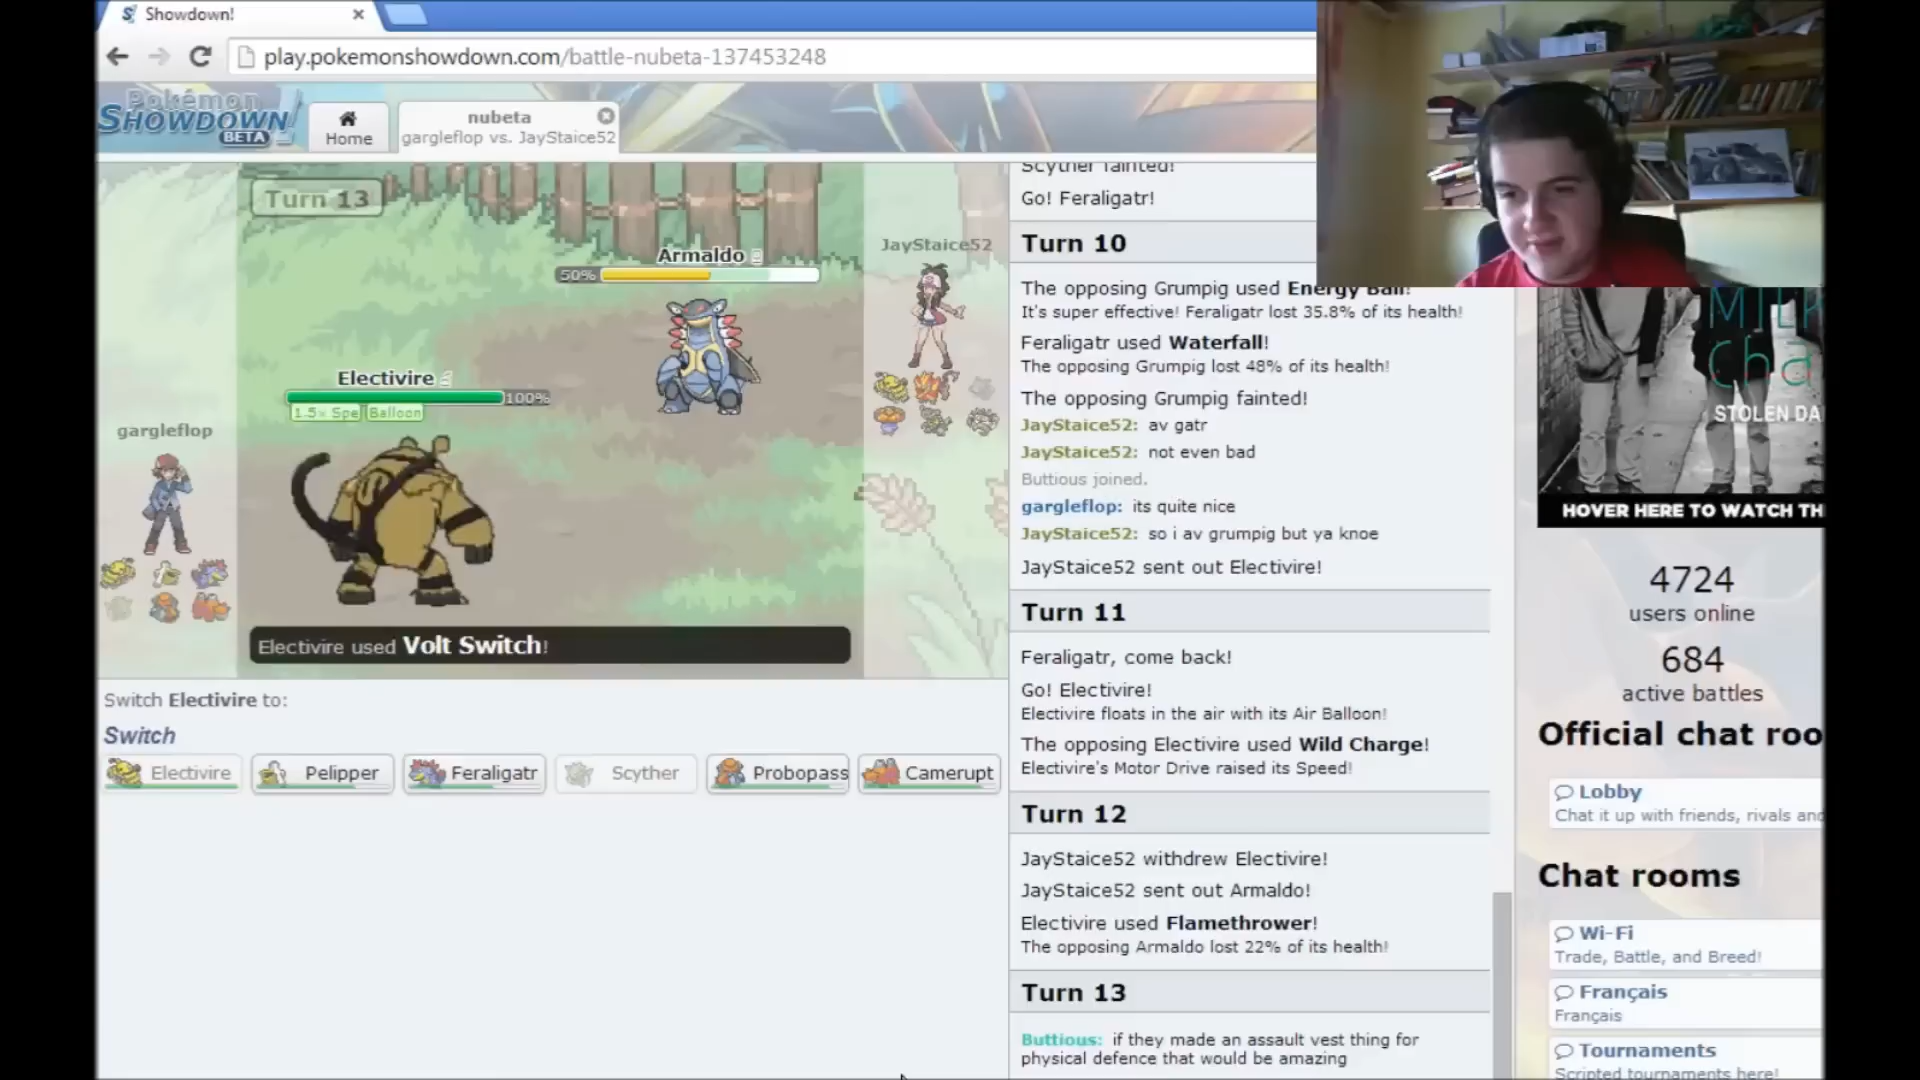 Showdown!
play.pokemonshowdown.com/battle-nubeta-137453248
Pokémon
SHOWDOWN
BETA
Home
nubeta
gargleflop vs. JayStaice52
Turn 13
Armaldo
50%
Electivire
100%
1.5× Spe Balloon
gargleflop
JayStaice52
Electivire used Volt Switch!
Switch Electivire to:
Switch
Electivire
Pelipper
Feraligatr
Scyther
Probopass
Camerupt
Scyther fainted!
Go! Feraligatr!
Turn 10
The opposing Grumpig used Energy Ball!
It's super effective! Feraligatr lost 35.8% of its health!
Feraligatr used Waterfall!
The opposing Grumpig lost 48% of its health!
The opposing Grumpig fainted!
JayStaice52: av gatr
JayStaice52: not even bad
Buttious joined.
gargleflop: its quite nice
JayStaice52: so i av grumpig but ya knoe
JayStaice52 sent out Electivire!
Turn 11
Feraligatr, come back!
Go! Electivire!
Electivire floats in the air with its Air Balloon!
The opposing Electivire used Wild Charge!
Electivire's Motor Drive raised its Speed!
Turn 12
JayStaice52 withdrew Electivire!
JayStaice52 sent out Armaldo!
Electivire used Flamethrower!
The opposing Armaldo lost 22% of its health!
Turn 13
Buttious: if they made an assault vest thing for
physical defence that would be amazing
MILK
Cha
STOLEN DA
HOVER HERE TO WATCH TH
4724
users online
684
active battles
Official chat roo
Lobby
Chat it up with friends, rivals and
Chat rooms
Wi-Fi
Trade, Battle, and Breed!
Français
Français
Tournaments
Scripted tournaments here!